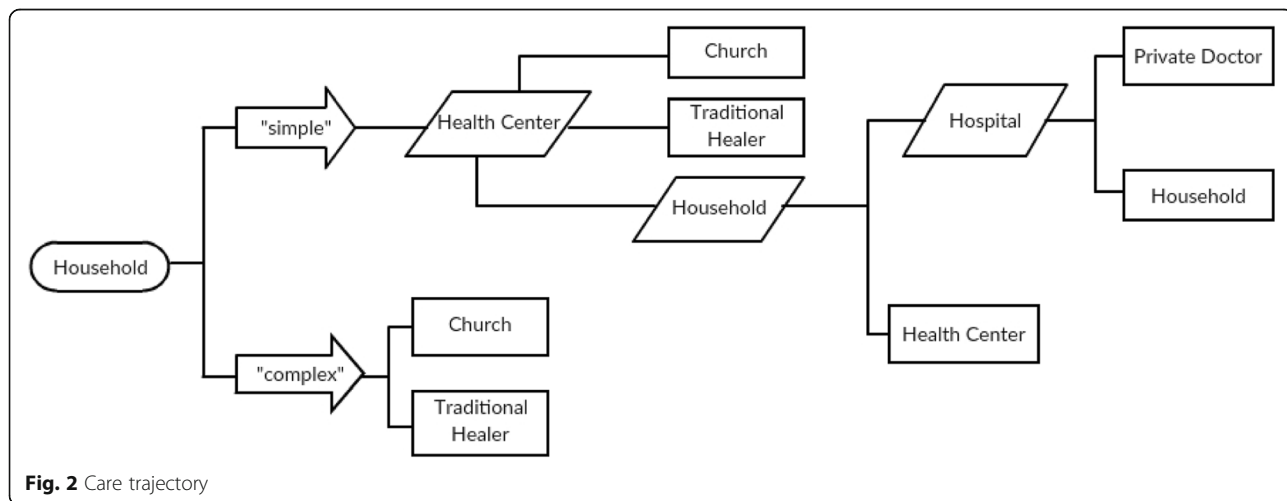 Church
Private Doctor
"simple"
Health Center
Traditional
Healer
Hospital
Household
Household
Household
Church
Health Center
"complex"
Traditional
Healer
Fig. 2 Care trajectory